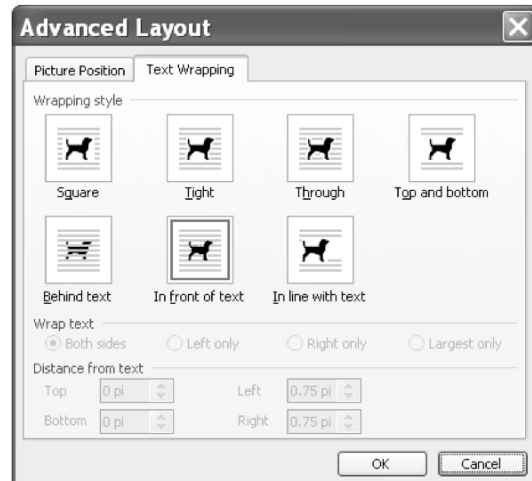 Advanced Layout
Picture Position Text Wrapping
Wrapping style
Square Tight Through Top and bottom
Behind text In front of text In line with text
Wrap text
Both sides Left only Right only Largest only
Distance from text
Top 0 pi Left 0.75 pi
Bottom 0 pi Right 0.75 pi
OK Cancel